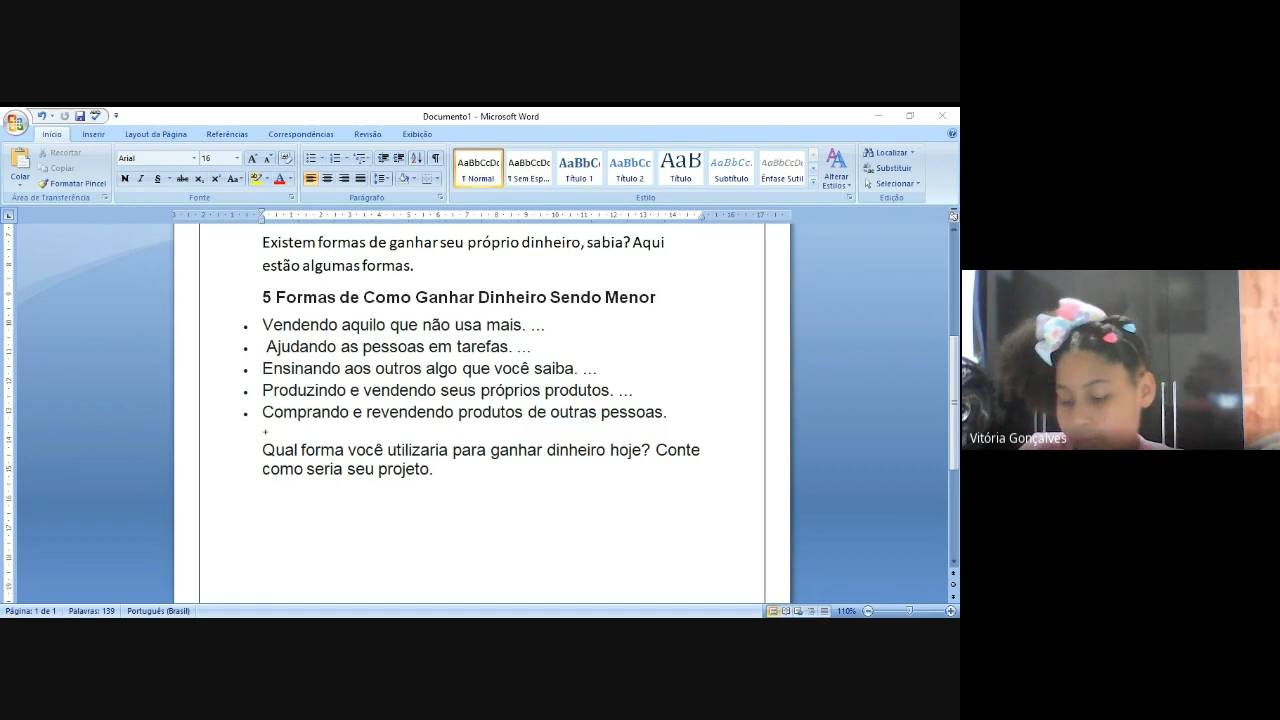 Documento1 - Microsoft Word
Início Inserir Layout da Página Referências Correspondências Revisão Exibição
Colar
Recortar
Copiar
Formatar Pincel
Área de Transferência
Arial 16
Fonte
Parágrafo
AaBbCcDc AaBbCcDc AaBbC AaBbCc AaB AaBbCc. AaBbCcDc
¶ Normal ¶ Sem Esp... Título 1 Título 2 Título Subtítulo Ênfase Sutil
Alterar Estilos
Estilo
Localizar
Substituir
Selecionar
Edição
Existem formas de ganhar seu próprio dinheiro, sabia? Aqui
estão algumas formas.
5 Formas de Como Ganhar Dinheiro Sendo Menor
• Vendendo aquilo que não usa mais. ...
• Ajudando as pessoas em tarefas. ...
• Ensinando aos outros algo que você saiba. ...
• Produzindo e vendendo seus próprios produtos. ...
• Comprando e revendendo produtos de outras pessoas.
+
Qual forma você utilizaria para ganhar dinheiro hoje? Conte
como seria seu projeto.
Vitória Gonçalves
Página: 1 de 1 Palavras: 139 Português (Brasil) 110%